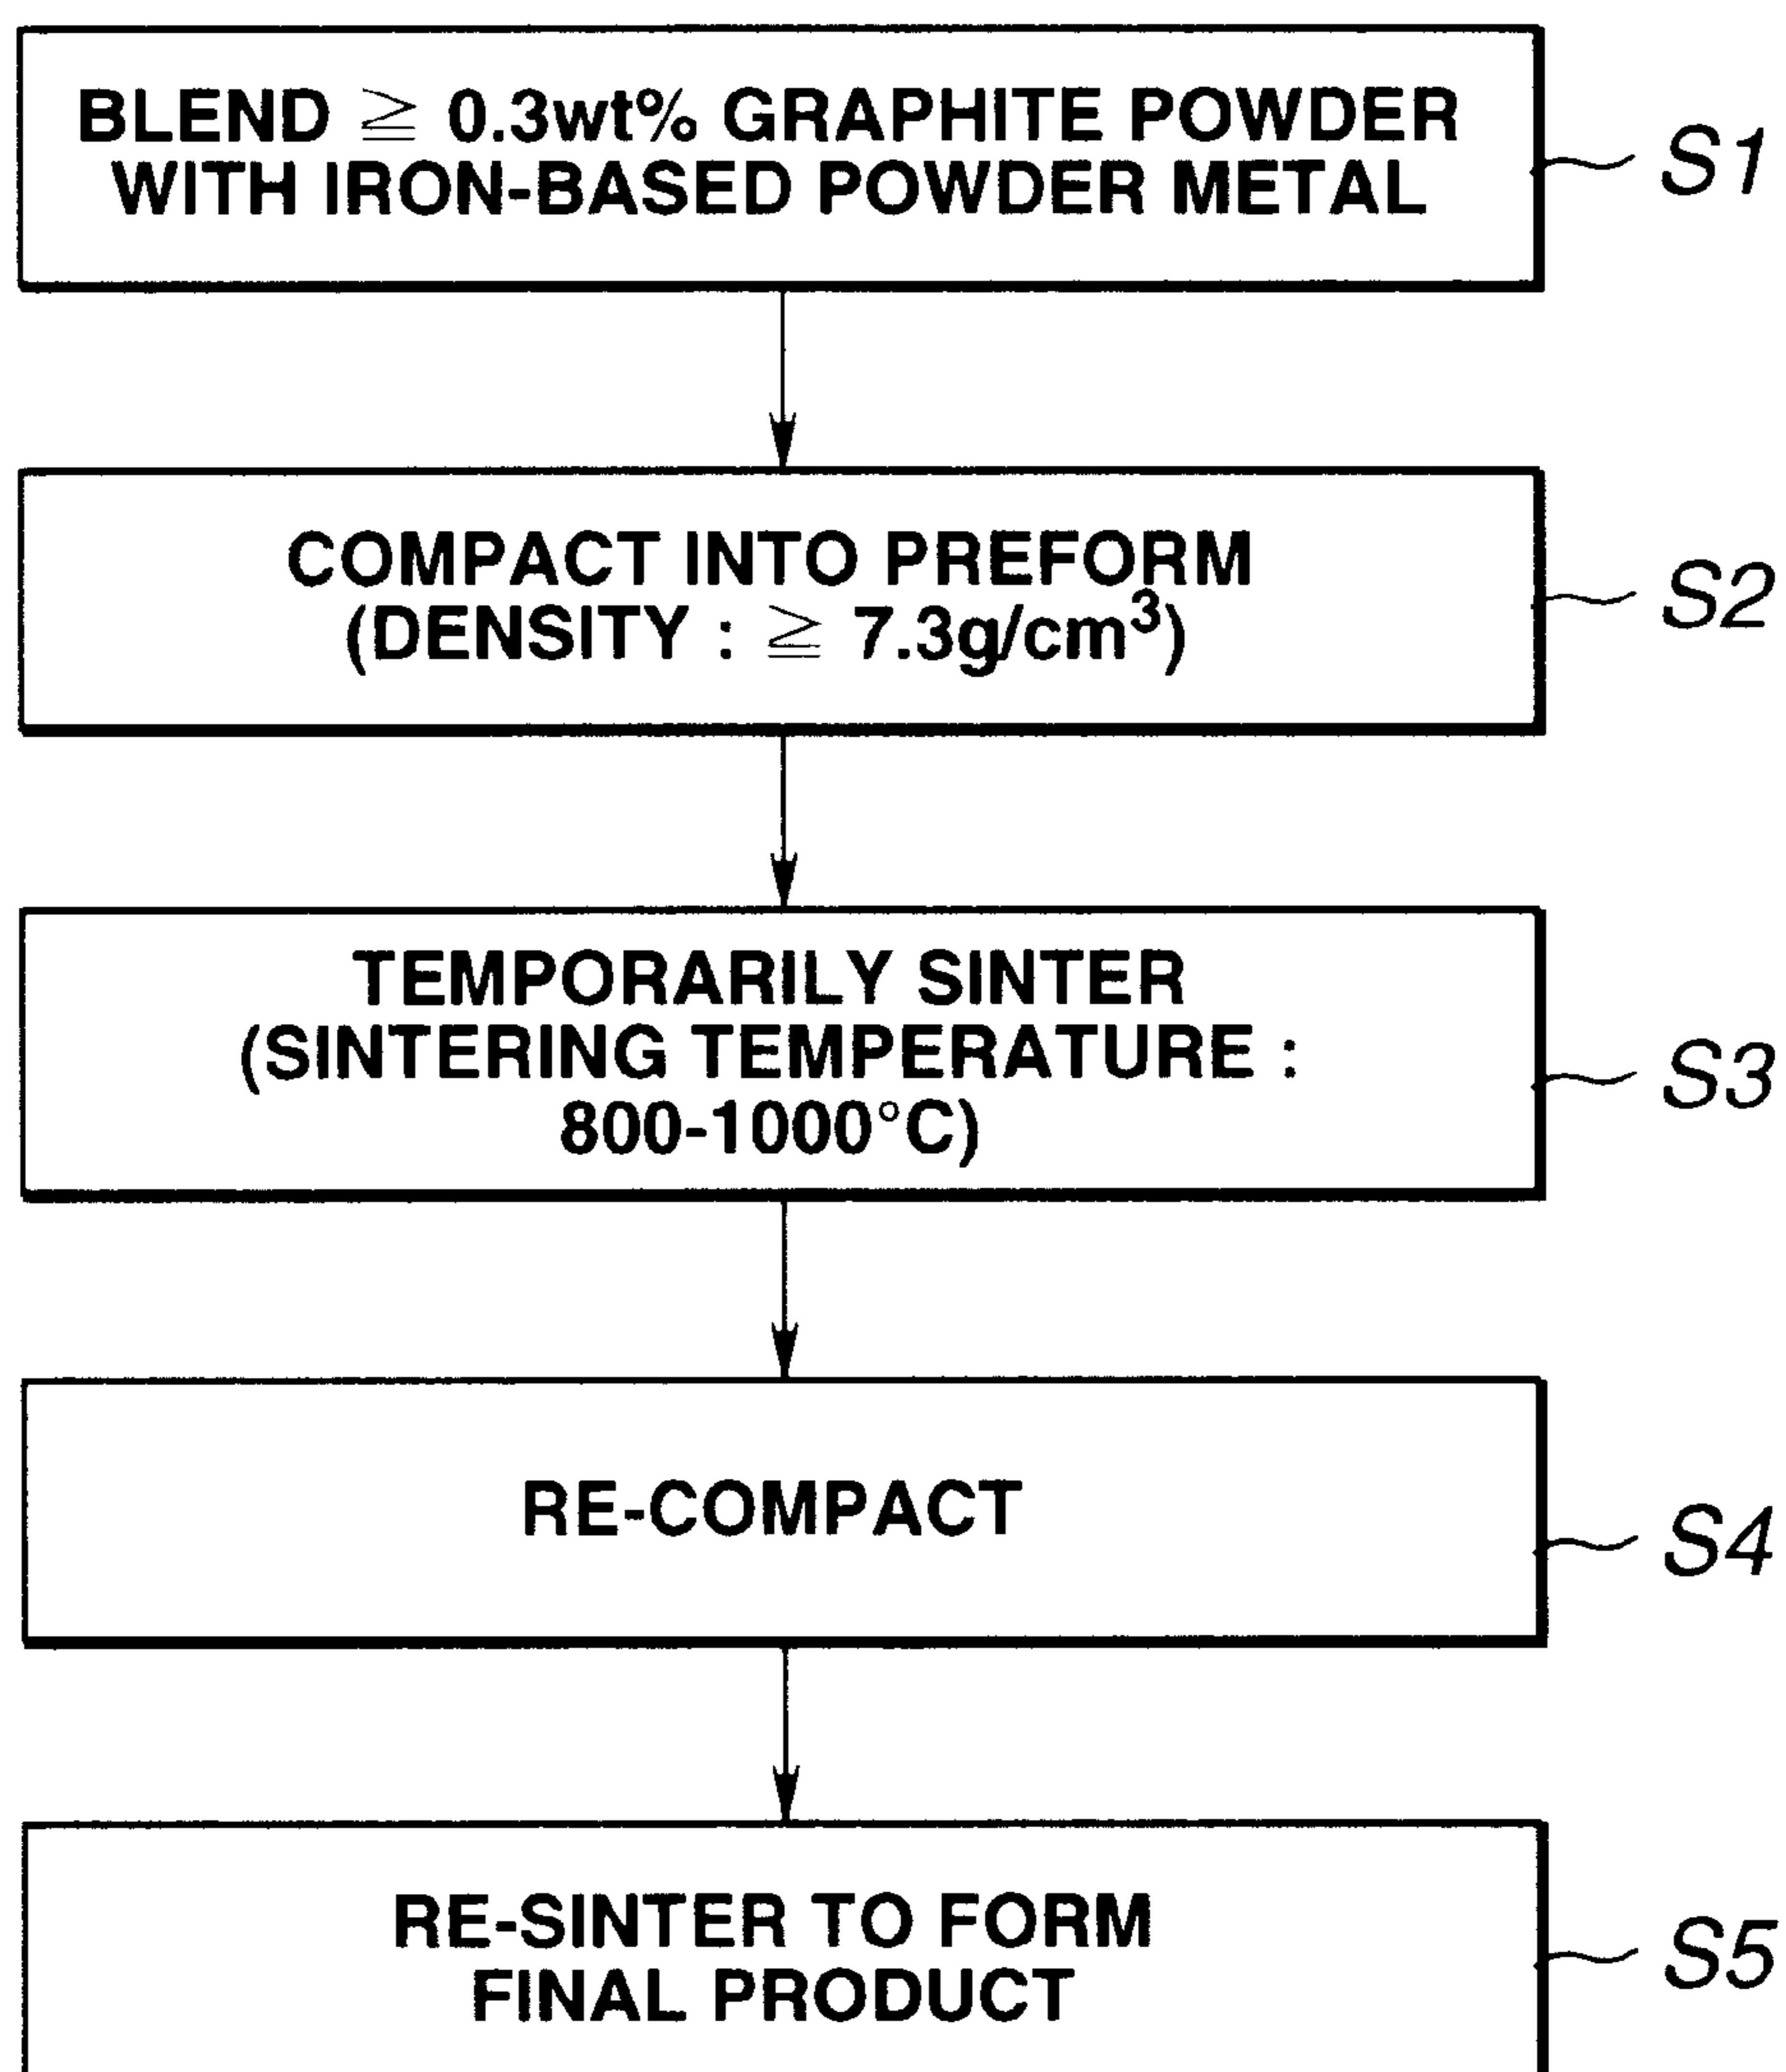 BLEND ≧ 0.3wt% GRAPHITE POWDER
WITH IRON-BASED POWDER METAL
S1
COMPACT INTO PREFORM
(DENSITY : ≧ 7.3g/cm³)
S2
TEMPORARILY SINTER
(SINTERING TEMPERATURE :
800-1000°C)
S3
RE-COMPACT
S4
RE-SINTER TO FORM
FINAL PRODUCT
S5